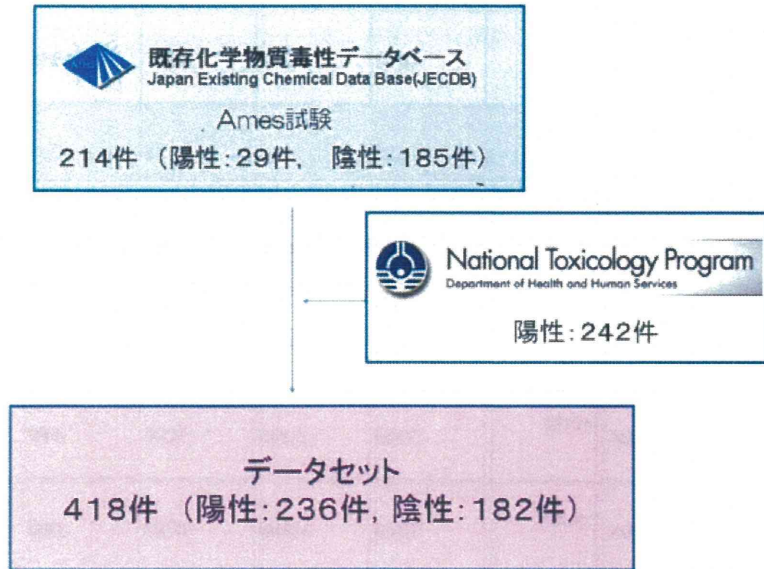 既存化学物質毒性データベース
Japan Existing Chemical Data Base(JECDB)
Ames試験
214件 (陽性:29件, 陰性:185件)
National Toxicology Program
Department of Health and Human Services
陽性:242件
データセット
418件 (陽性:236件, 陰性:182件)